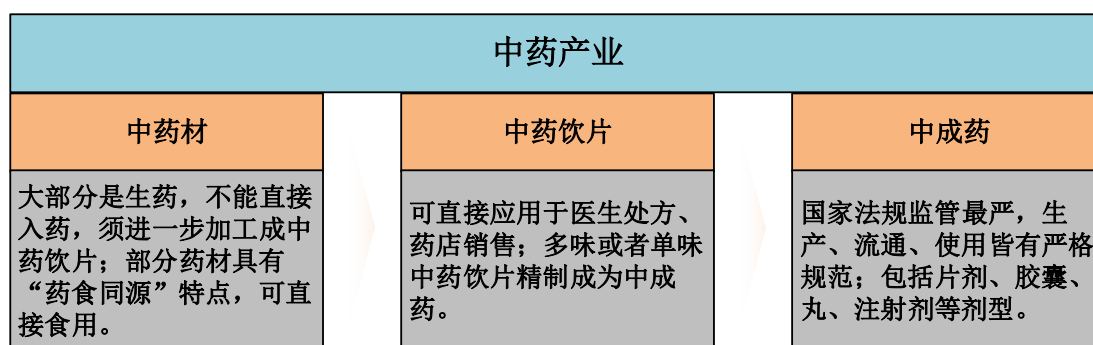 中药产业
中药材
大部分是生药，不能直接
入药，须进一步加工成中
药饮片；部分药材具有
“药食同源”特点，可直
接食用。
中药饮片
可直接应用于医生处方、
药店销售；多味或者单味
中药饮片精制成为中成
药。
中成药
国家法规监管最严，生
产、流通、使用皆有严格
规范；包括片剂、胶囊、
丸、注射剂等剂型。